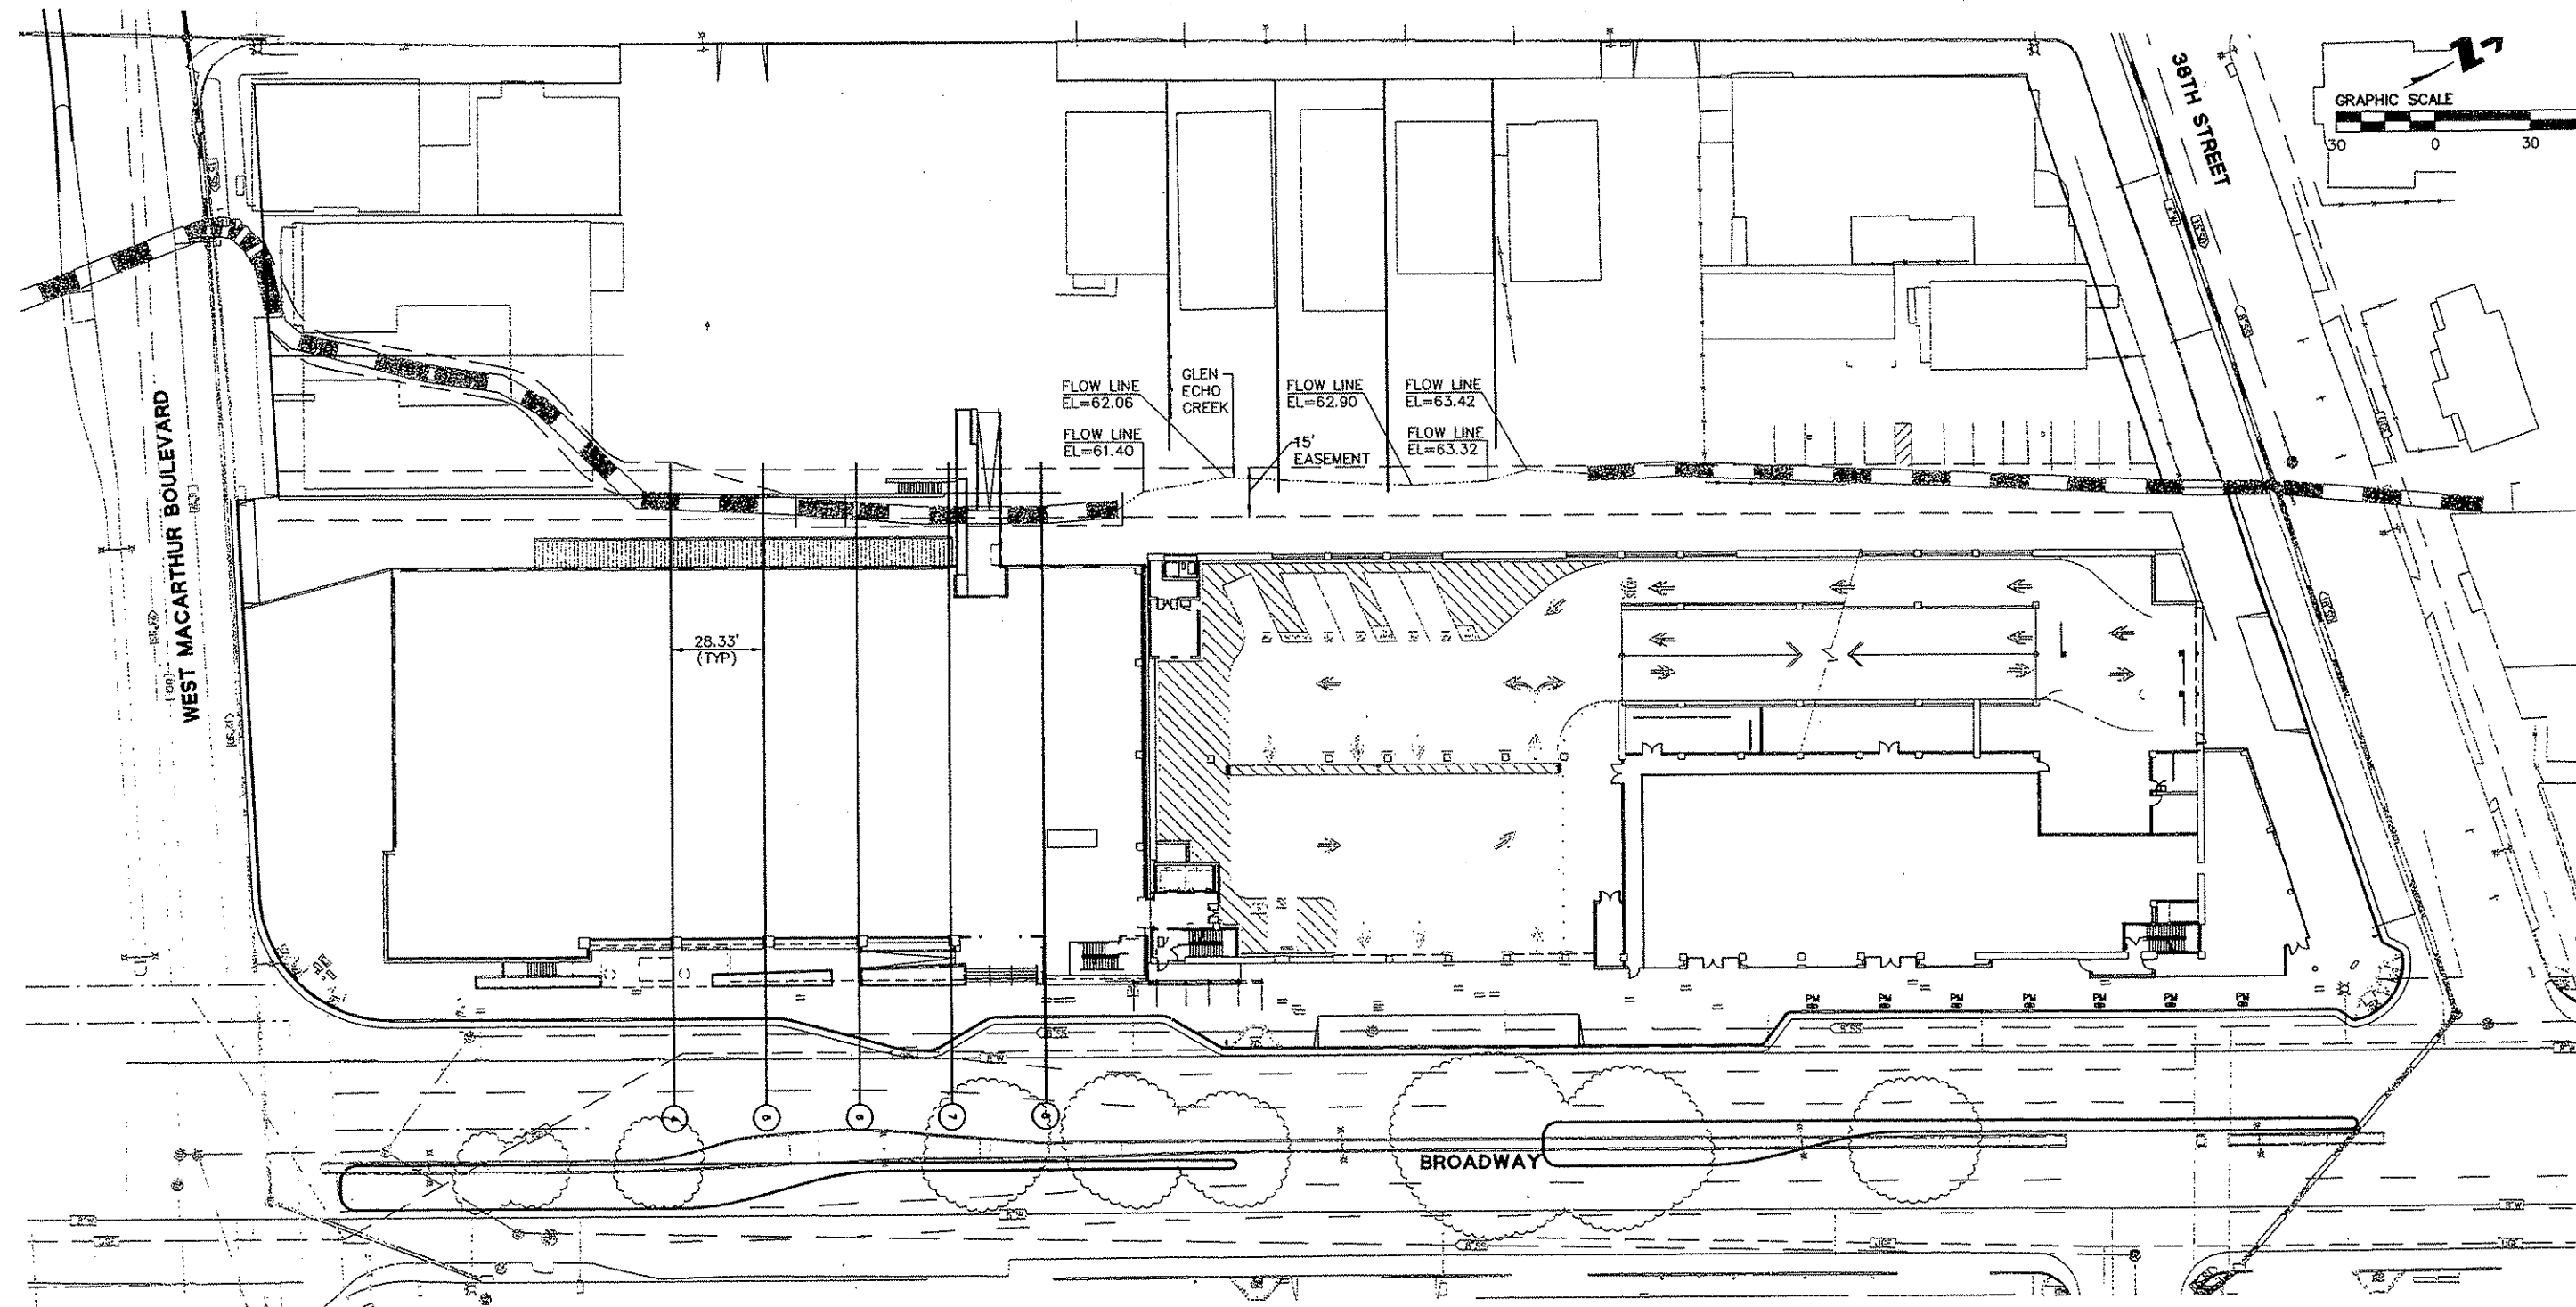 38TH STREET
GRAPHIC SCALE
30 0 30
WEST MACARTHUR BOULEVARD
FLOW LINE
EL=62.06
GLEN
ECHO
CREEK
FLOW LINE
EL=62.90
FLOW LINE
EL=63.42
FLOW LINE
EL=61.40
FLOW LINE
EL=63.32
15'
EASEMENT
28.33'
(TYP)
PM PM PM PM PM PM PM
7
BROADWAY